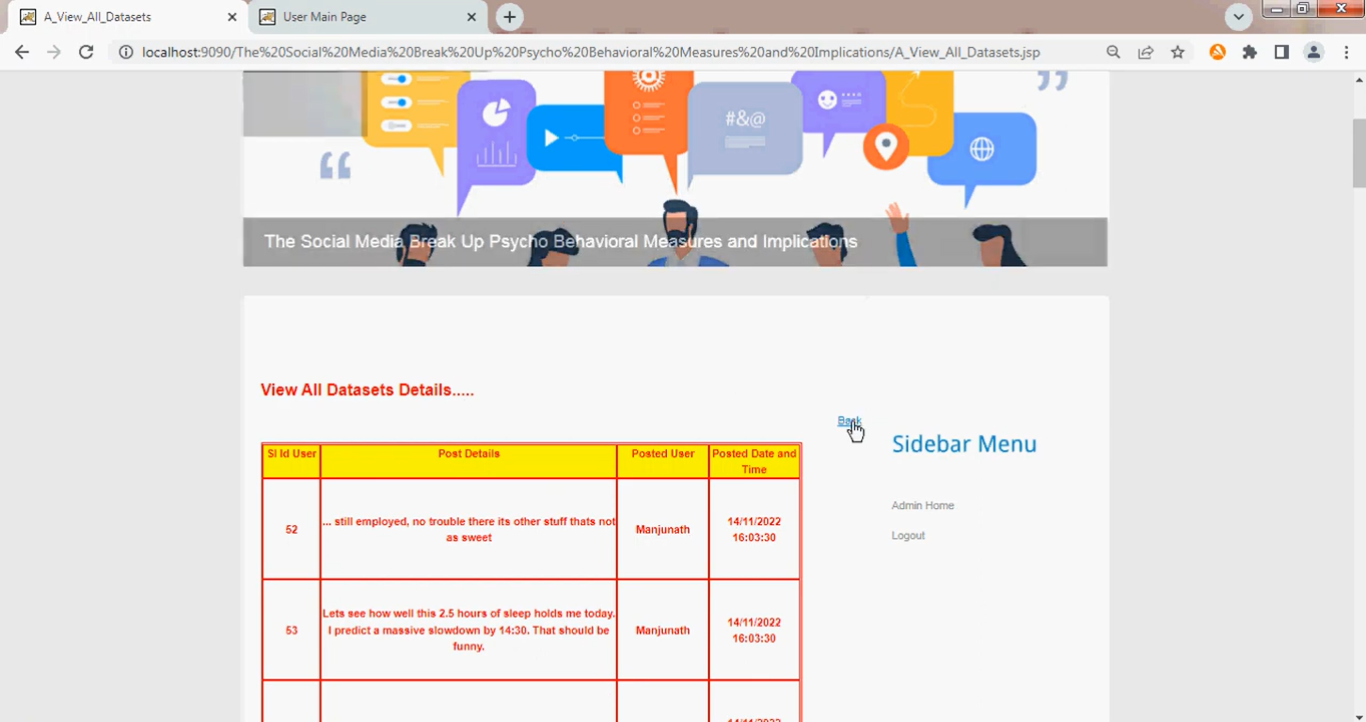 A_View_All_Datasets
User Main Page
localhost:9090/The%20Social%20Media%20Break%20Up%20Psycho%20Behavioral%20Measures%20and%20Implications/A_View_All_Datasets.jsp
#&@
The Social Media Break Up Psycho Behavioral Measures and Implications
View All Datasets Details.....
Back
Sidebar Menu
Admin Home
Logout
Sl Id User Post Details Posted User Posted Date and
Time
52
... still employed, no trouble there its other stuff thats not
as sweet
Manjunath
14/11/2022
16:03:30
53
Lets see how well this 2.5 hours of sleep holds me today.
I predict a massive slowdown by 14:30. That should be
funny.
Manjunath
14/11/2022
16:03:30
14/11/2022